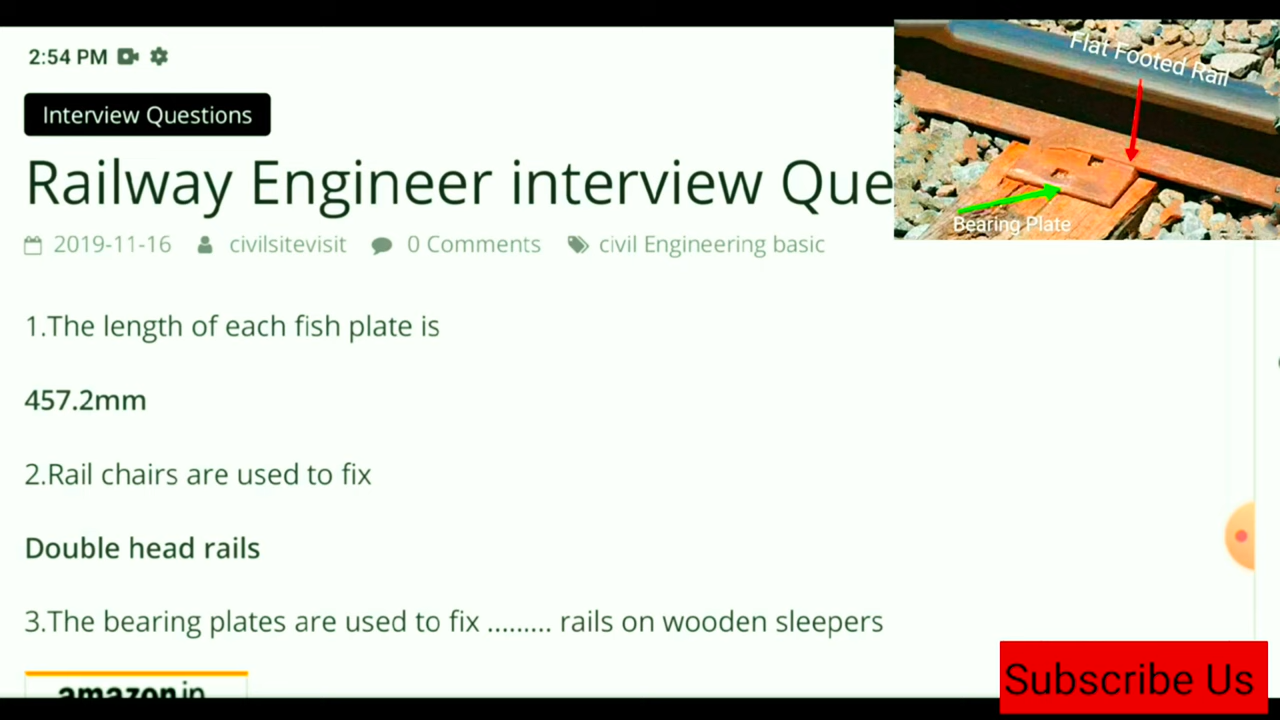 2:54 PM
Interview Questions
Railway Engineer interview Que
2019-11-16 civilsitevisit 0 Comments civil Engineering basic
Flat Footed Rail
Bearing Plate
1.The length of each fish plate is
457.2mm
2.Rail chairs are used to fix
Double head rails
3.The bearing plates are used to fix ......... rails on wooden sleepers
amazon.in
Subscribe Us